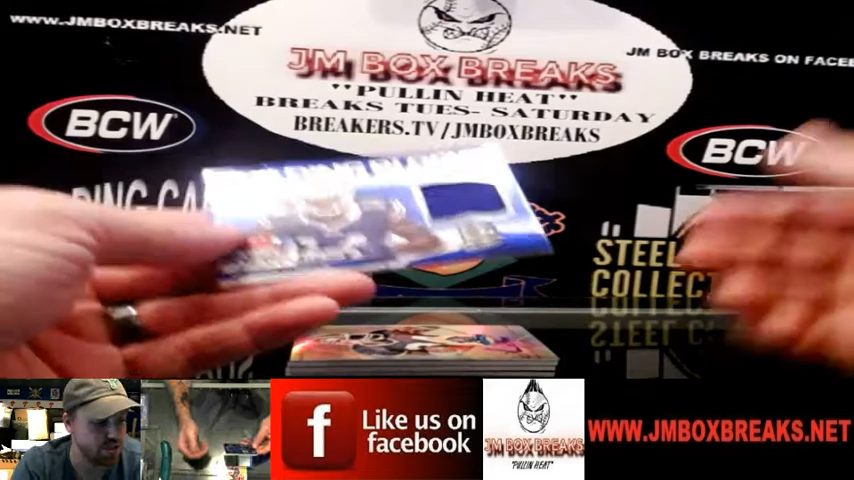 www.JMBOXBREAKS.NET
JM BOX BREAKS ON FACEB
JM BOX BREAKS
"PULLIN HEAT"
BREAKS TUES - SATURDAY
BREAKERS.TV/JMBOXBREAKS
BCW
BCW
STEEL
COLLEC
Like us on
facebook
JM BOX BREAKS
"PULLIN HEAT"
WWW.JMBOXBREAKS.NET